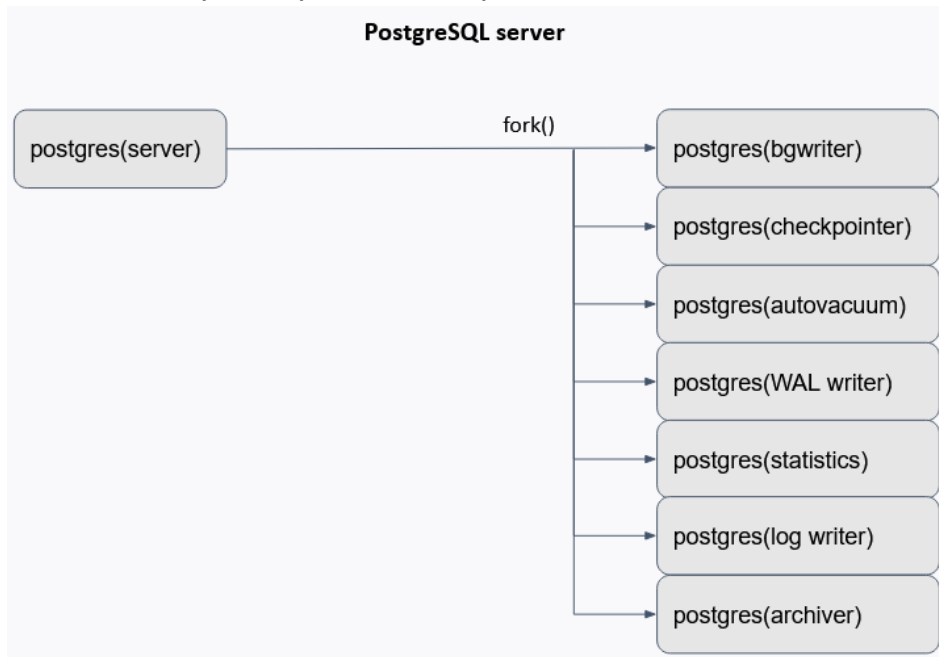 PostgreSQL server
fork()
postgres(server)
postgres(bgwriter)
postgres(checkpointer)
postgres(autovacuum)
postgres(WAL writer)
postgres(statistics)
postgres(log writer)
postgres(archiver)